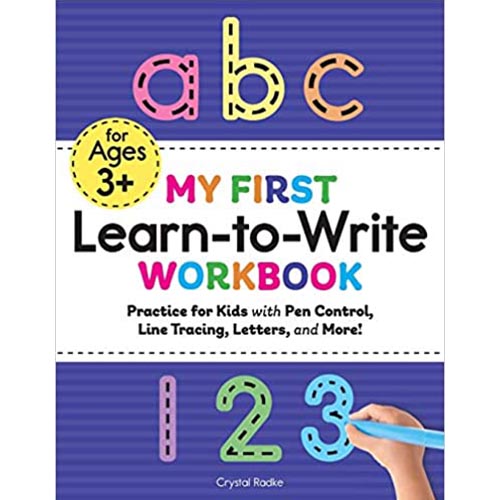 abc
for
Ages
3+
MY FIRST
Learn-to-Write
WORKBOOK
Practice for Kids with Pen Control,
Line Tracing, Letters, and More!
123
Crystal Radke